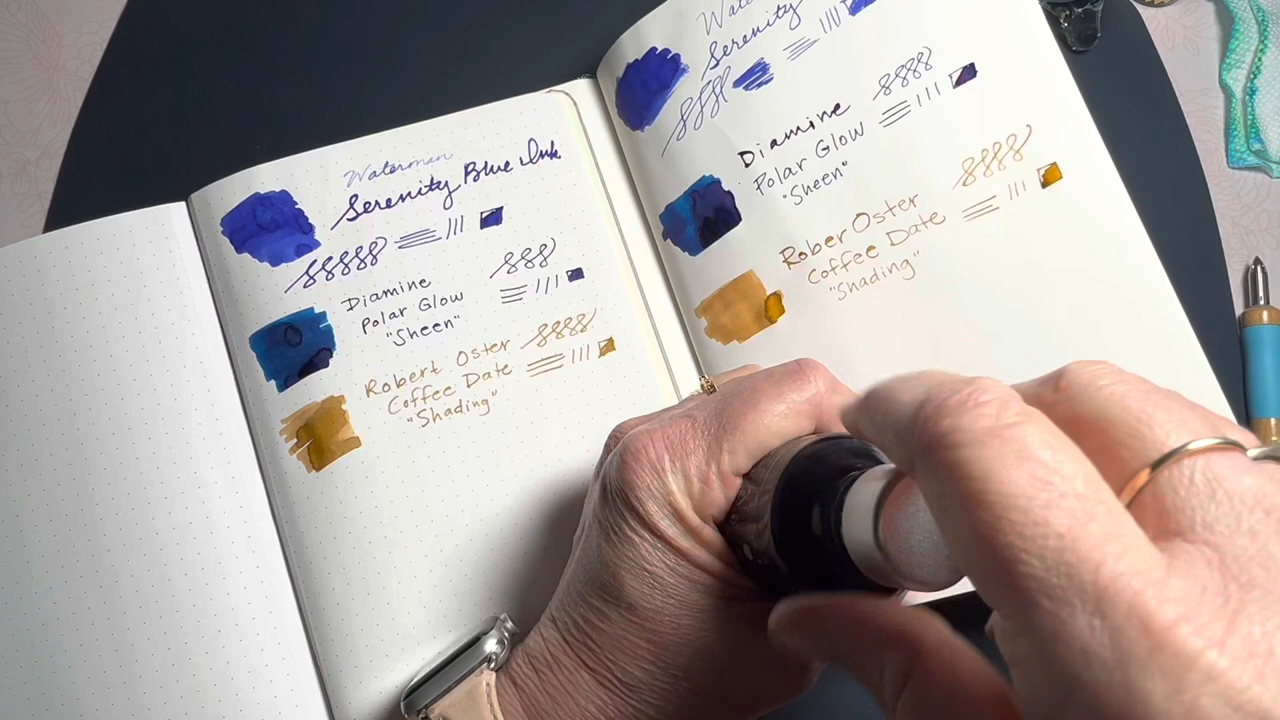 Waterman
Serenity Blue Ink
Diamine
Polar Glow
"Sheen"
Robert Oster
Coffee Date
"Shading"
Serenity
Diamine
Polar Glow
"Sheen"
Rober Oster
Coffee Date
"Shading"